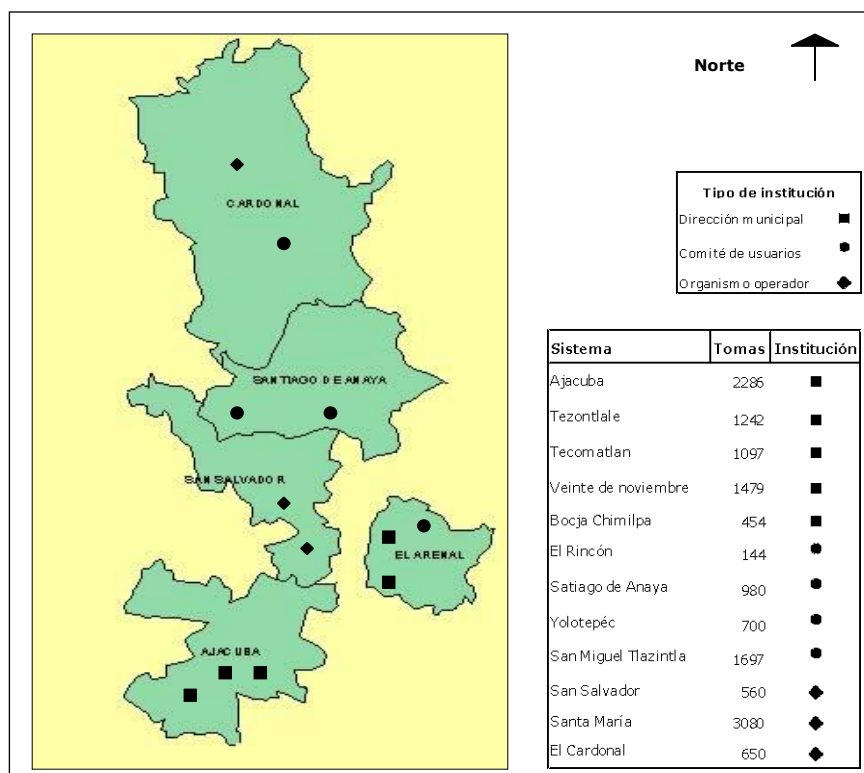 Norte
CARDONAL
SANTIAGO DE ANAYA
SAN SALVADOR
EL ARENAL
AJACUBA
Tipo de institución
Dirección municipal
Comité de usuarios
Organismo operador
Sistema Tomas Institución
Ajacuba 2286
Tezontlale 1242
Tecomatlan 1097
Veinte de noviembre 1479
Bocja Chimilpa 454
El Rincón 144
Satiago de Anaya 980
Yolotepéc 700
San Miguel Tlazintla 1697
San Salvador 560
Santa María 3080
El Cardonal 650